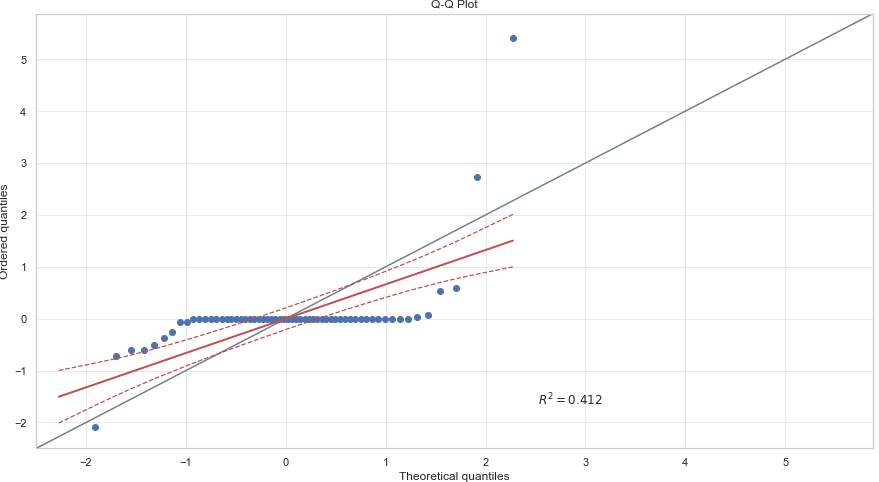 Q-Q Plot
Ordered quantiles
5
4
3
2
1
0
−1
−2
R² = 0.412
−2 −1 0 1 2 3 4 5
Theoretical quantiles